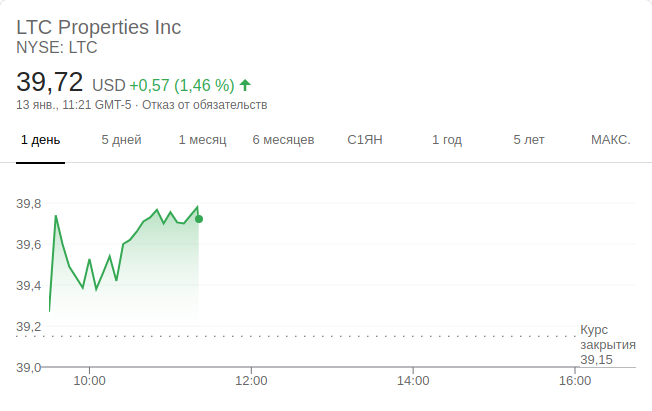 LTC Properties Inc
NYSE: LTC
39,72 USD +0,57 (1,46 %)
13 янв., 11:21 GMT-5 · Отказ от обязательств
1 день 5 дней 1 месяц 6 месяцев С1ЯН 1 год 5 лет МАКС.
39,8
39,6
39,4
39,2
Курс
закрытия
39,15
39,0
10:00 12:00 14:00 16:00